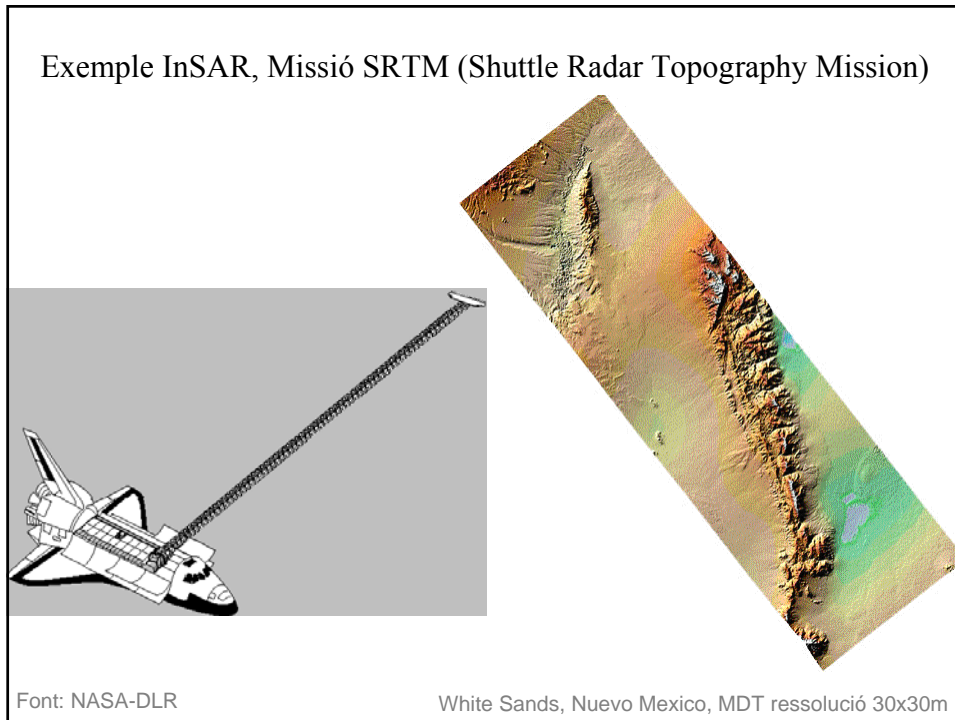 Exemple InSAR, Missió SRTM (Shuttle Radar Topography Mission)
Font: NASA-DLR
White Sands, Nuevo Mexico, MDT ressolució 30x30m